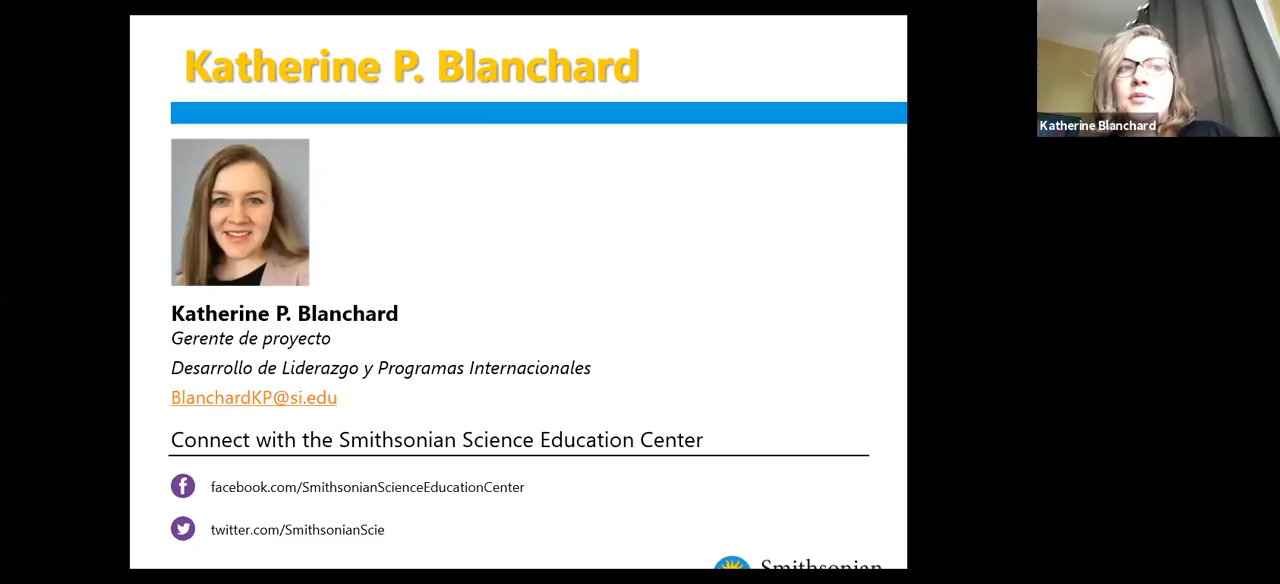 Katherine P. Blanchard
Katherine Blanchard
Katherine P. Blanchard
Gerente de proyecto
Desarrollo de Liderazgo y Programas Internacionales
BlanchardKP@si.edu
Connect with the Smithsonian Science Education Center
facebook.com/SmithsonianScienceEducationCenter
twitter.com/SmithsonianScie
Smithsonian